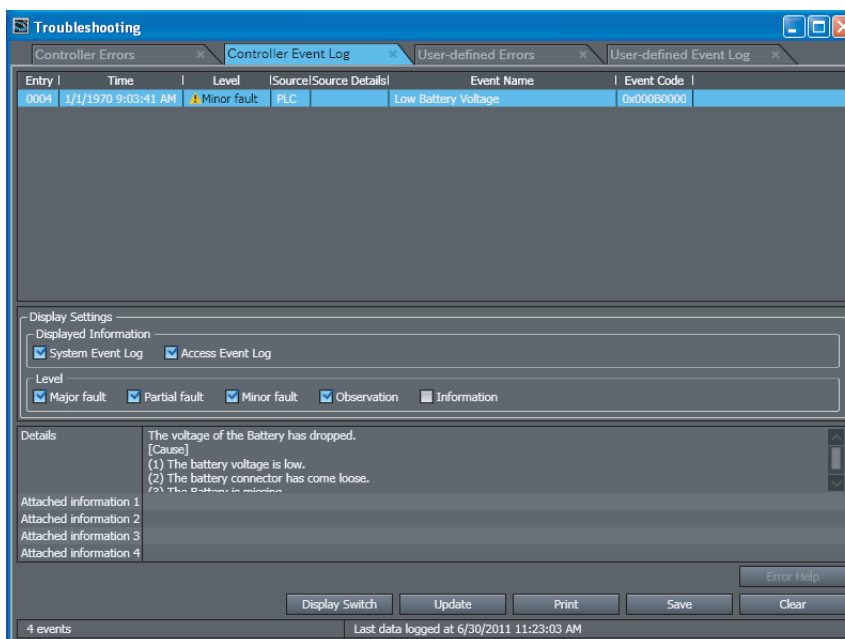 Troubleshooting
Controller Errors × Controller Event Log × User-defined Errors × User-defined Event Log ×
Entry Time Level Source Source Details Event Name Event Code
0004 1/1/1970 9:03:41 AM Minor fault PLC Low Battery Voltage 0x000B0000
Display Settings
Displayed Information
System Event Log Access Event Log
Level
Major fault Partial fault Minor fault Observation Information
Details The voltage of the Battery has dropped.
[Cause]
(1) The battery voltage is low.
(2) The battery connector has come loose.
(3) The Battery is missing.
Attached information 1
Attached information 2
Attached information 3
Attached information 4
Error Help
Display Switch Update Print Save Clear
4 events Last data logged at 6/30/2011 11:23:03 AM